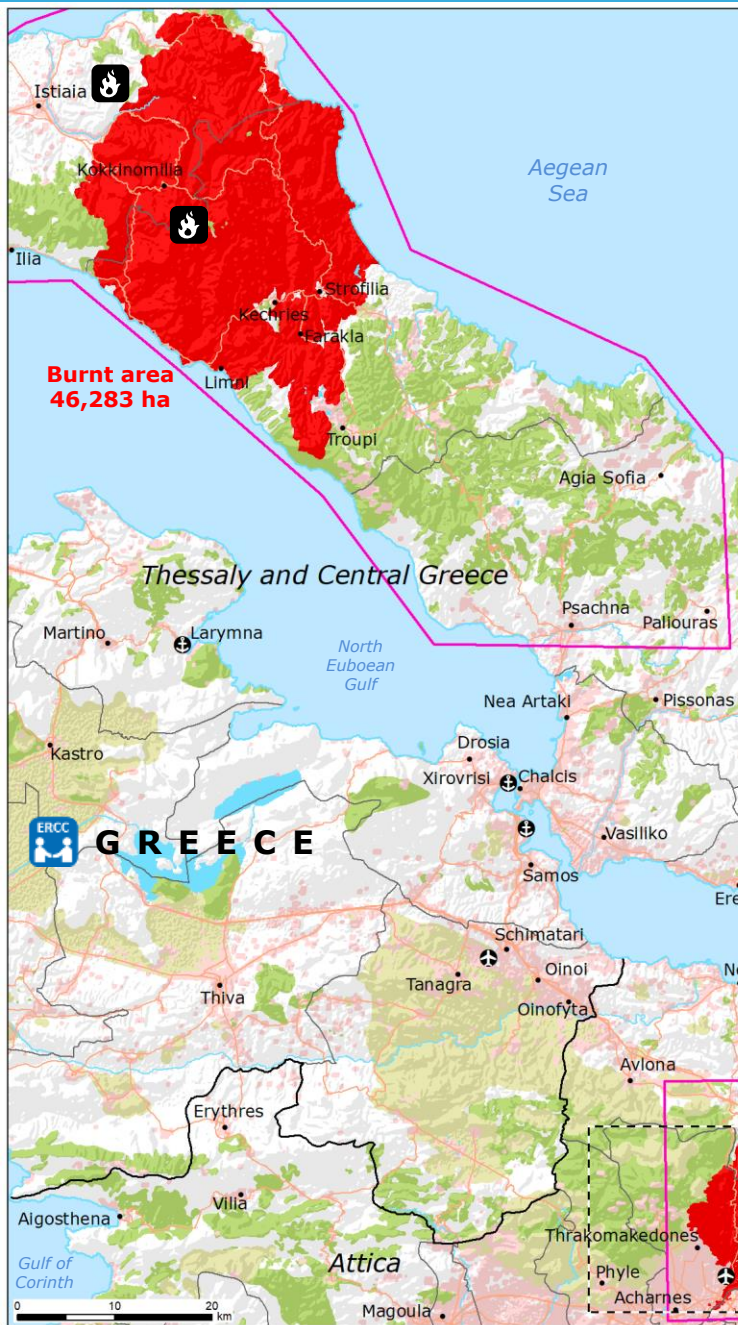 Istiaia
Kokkinomilia
Aegean
Sea
Ilia
Strofilia
Kechries
Farakla
Burnt area
46,283 ha
Limni
Troupi
Agia Sofia
Thessaly and Central Greece
Psachna
Paliouras
Martino
Larymna
North
Euboean
Gulf
Nea Artaki
Pissonas
Kastro
Drosia
Xirovrisi
Chalcis
ERCC
GREECE
Vasiliko
Samos
Ere
Schimatari
Tanagra
Oinoi
Thiva
Oinofyta
Avlona
Erythres
Vilia
Aigosthena
Thrakomakedones
Gulf of
Corinth
Attica
Phyle
Acharnes
Magoula
0 10 20
km